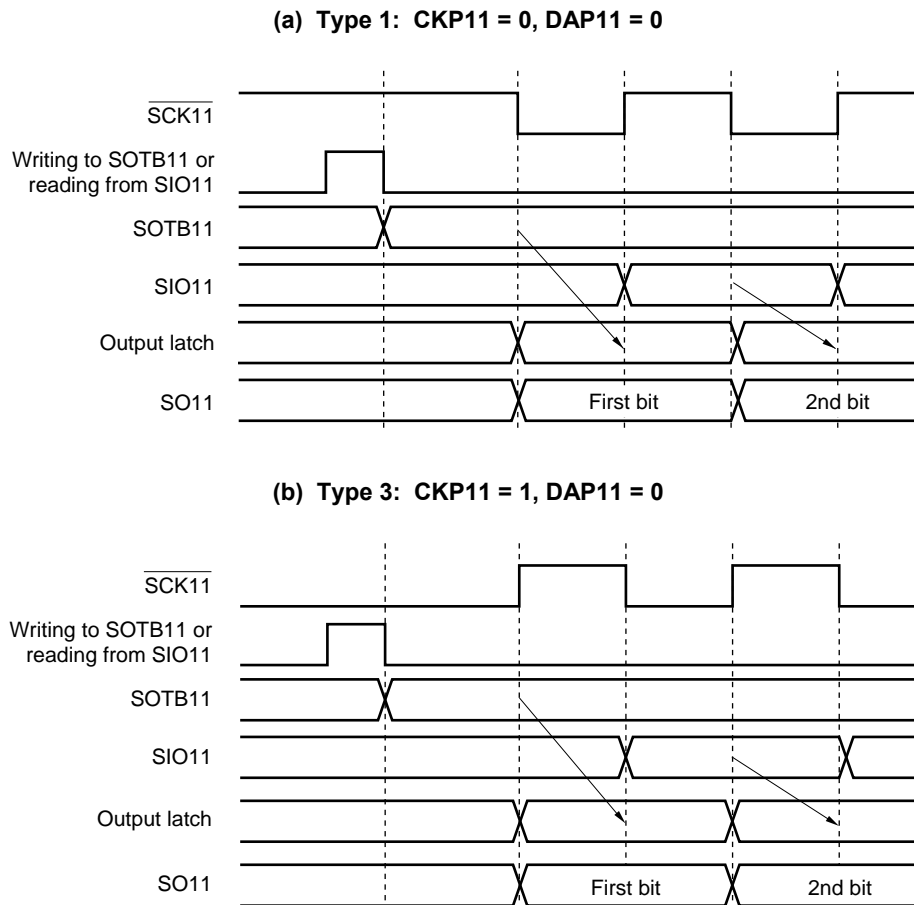 (a) Type 1: CKP11 = 0, DAP11 = 0
SCK11
Writing to SOTB11 or
reading from SIO11
SOTB11
SIO11
Output latch
SO11
First bit
2nd bit
(b) Type 3: CKP11 = 1, DAP11 = 0
SCK11
Writing to SOTB11 or
reading from SIO11
SOTB11
SIO11
Output latch
SO11
First bit
2nd bit